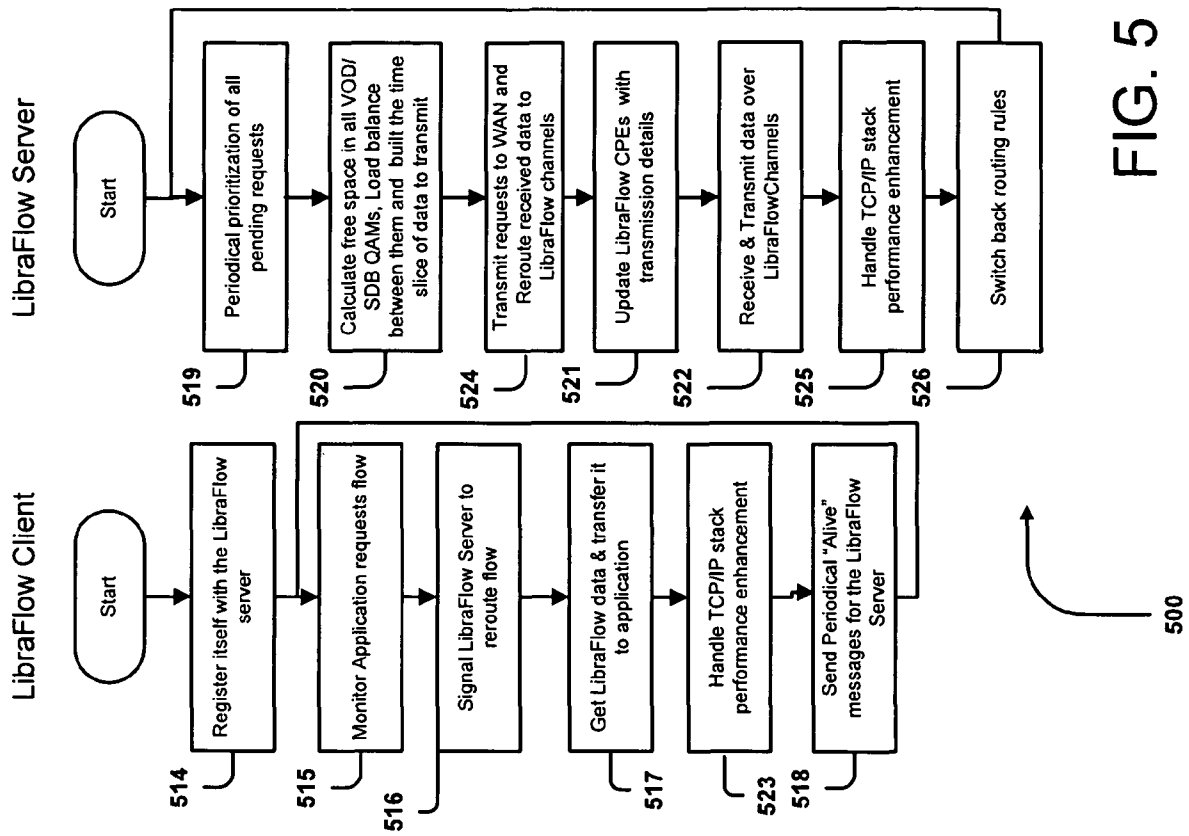 LibraFlow Client
Start
514
Register itself with the LibraFlow
server
515
Monitor Application requests flow
516
Signal LibraFlow Server to
reroute flow
517
Get LibraFlow data & transfer it
to application
523
Handle TCP/IP stack
performance enhancement
518
Send Periodical "Alive"
messages for the LibraFlow
Server
LibraFlow Server
Start
519
Periodical prioritization of all
pending requests
520
Calculate free space in all VOD/
SDB QAMs, Load balance
between them and built the time
slice of data to transmit
524
Transmit requests to WAN and
Reroute received data to
LibraFlow channels
521
Update LibraFlow CPEs with
transmission details
522
Receive & Transmit data over
LibraFlowChannels
525
Handle TCP/IP stack
performance enhancement
526
Switch back routing rules
500
FIG. 5